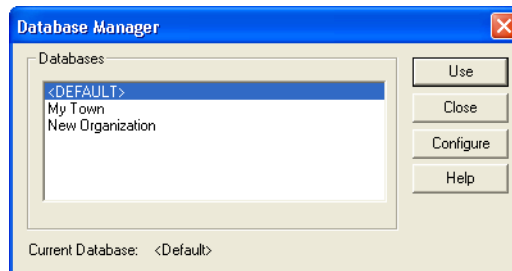 Database Manager
Databases
<DEFAULT>
My Town
New Organization
Use
Close
Configure
Help
Current Database: <Default>